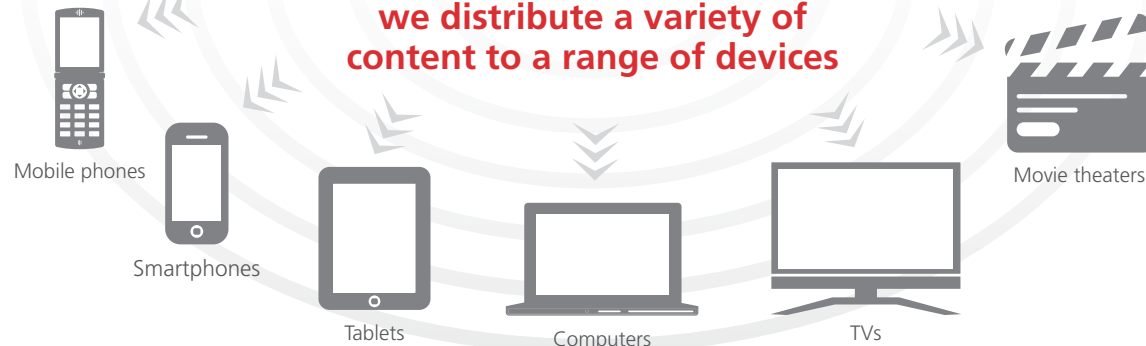 we distribute a variety of
content to a range of devices
Mobile phones
Smartphones
Tablets
Computers
TVs
Movie theaters